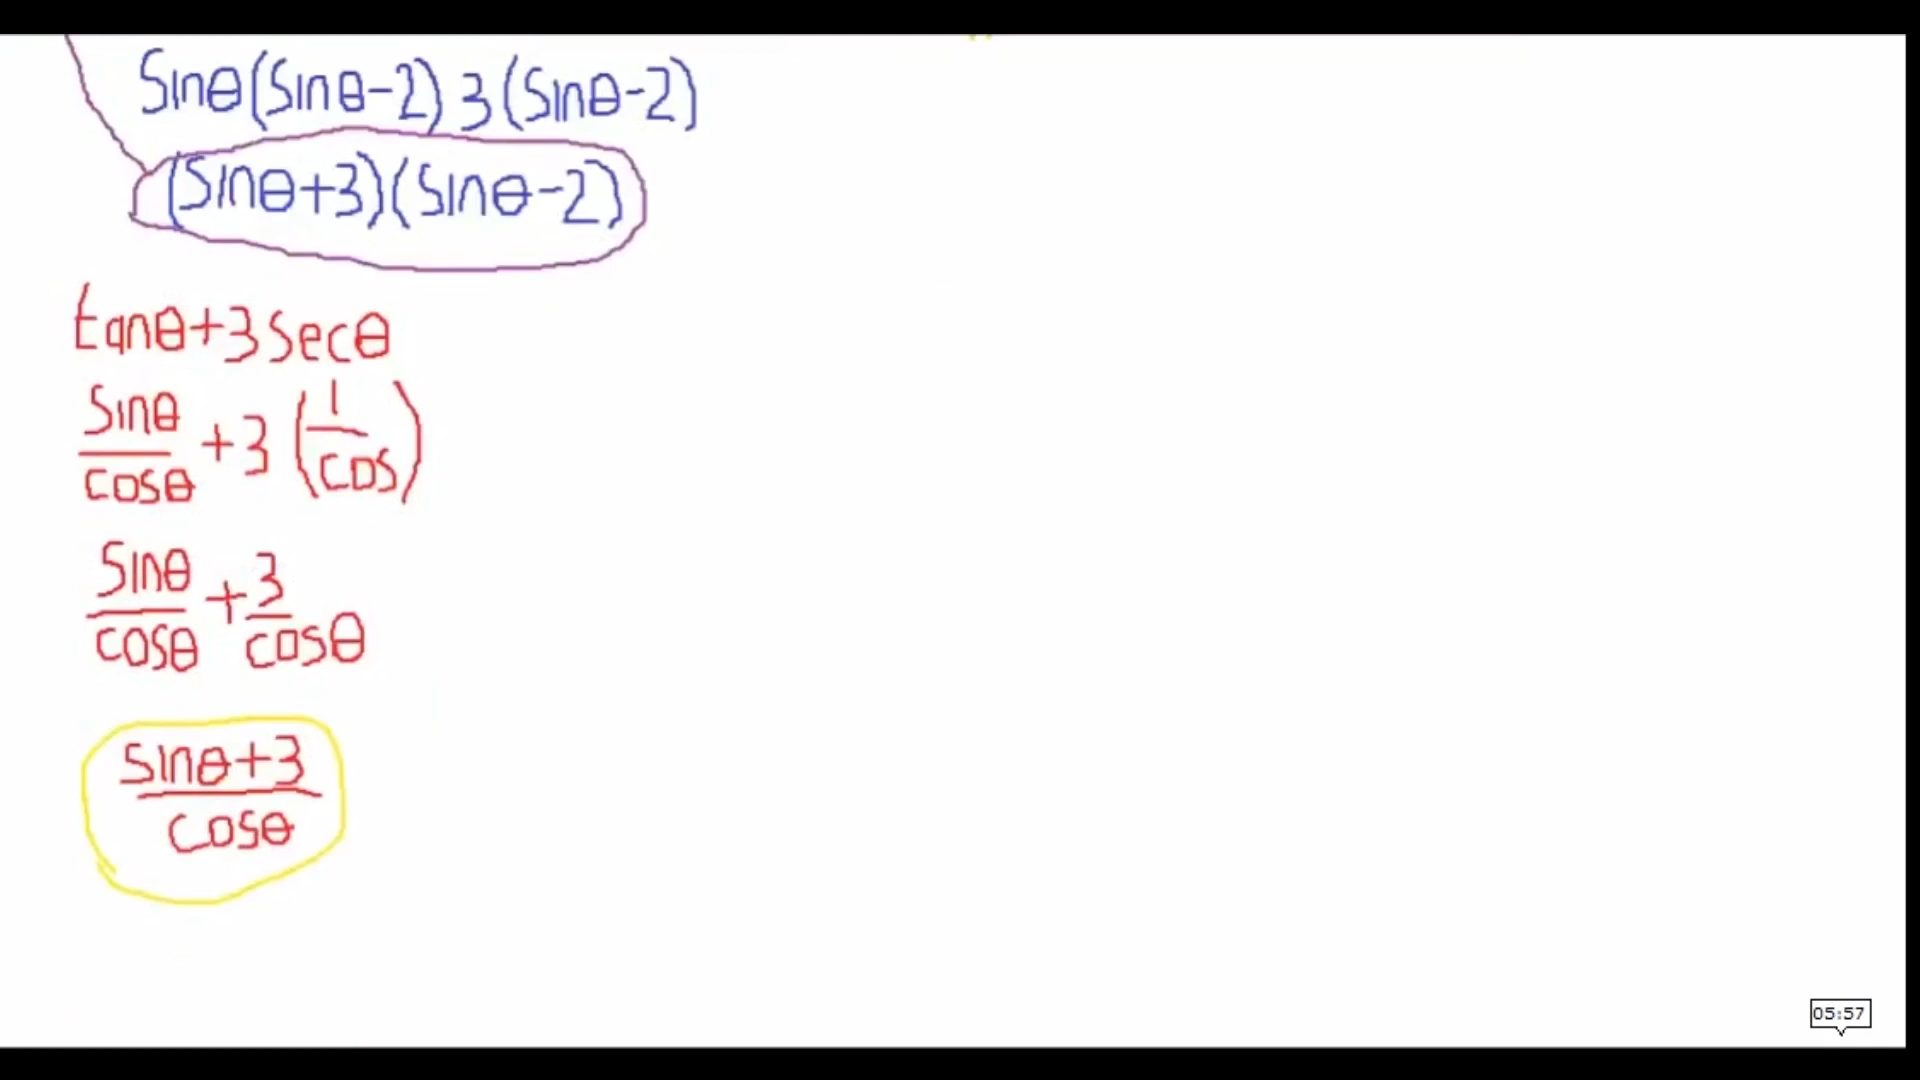 Sinθ(Sinθ-2) 3(Sinθ-2)
(Sinθ+3)(Sinθ-2)
tanθ+3secθ
Sinθ/cosθ +3 (1/cos)
Sinθ/cosθ + 3/cosθ
sinθ+3/cosθ
05:57